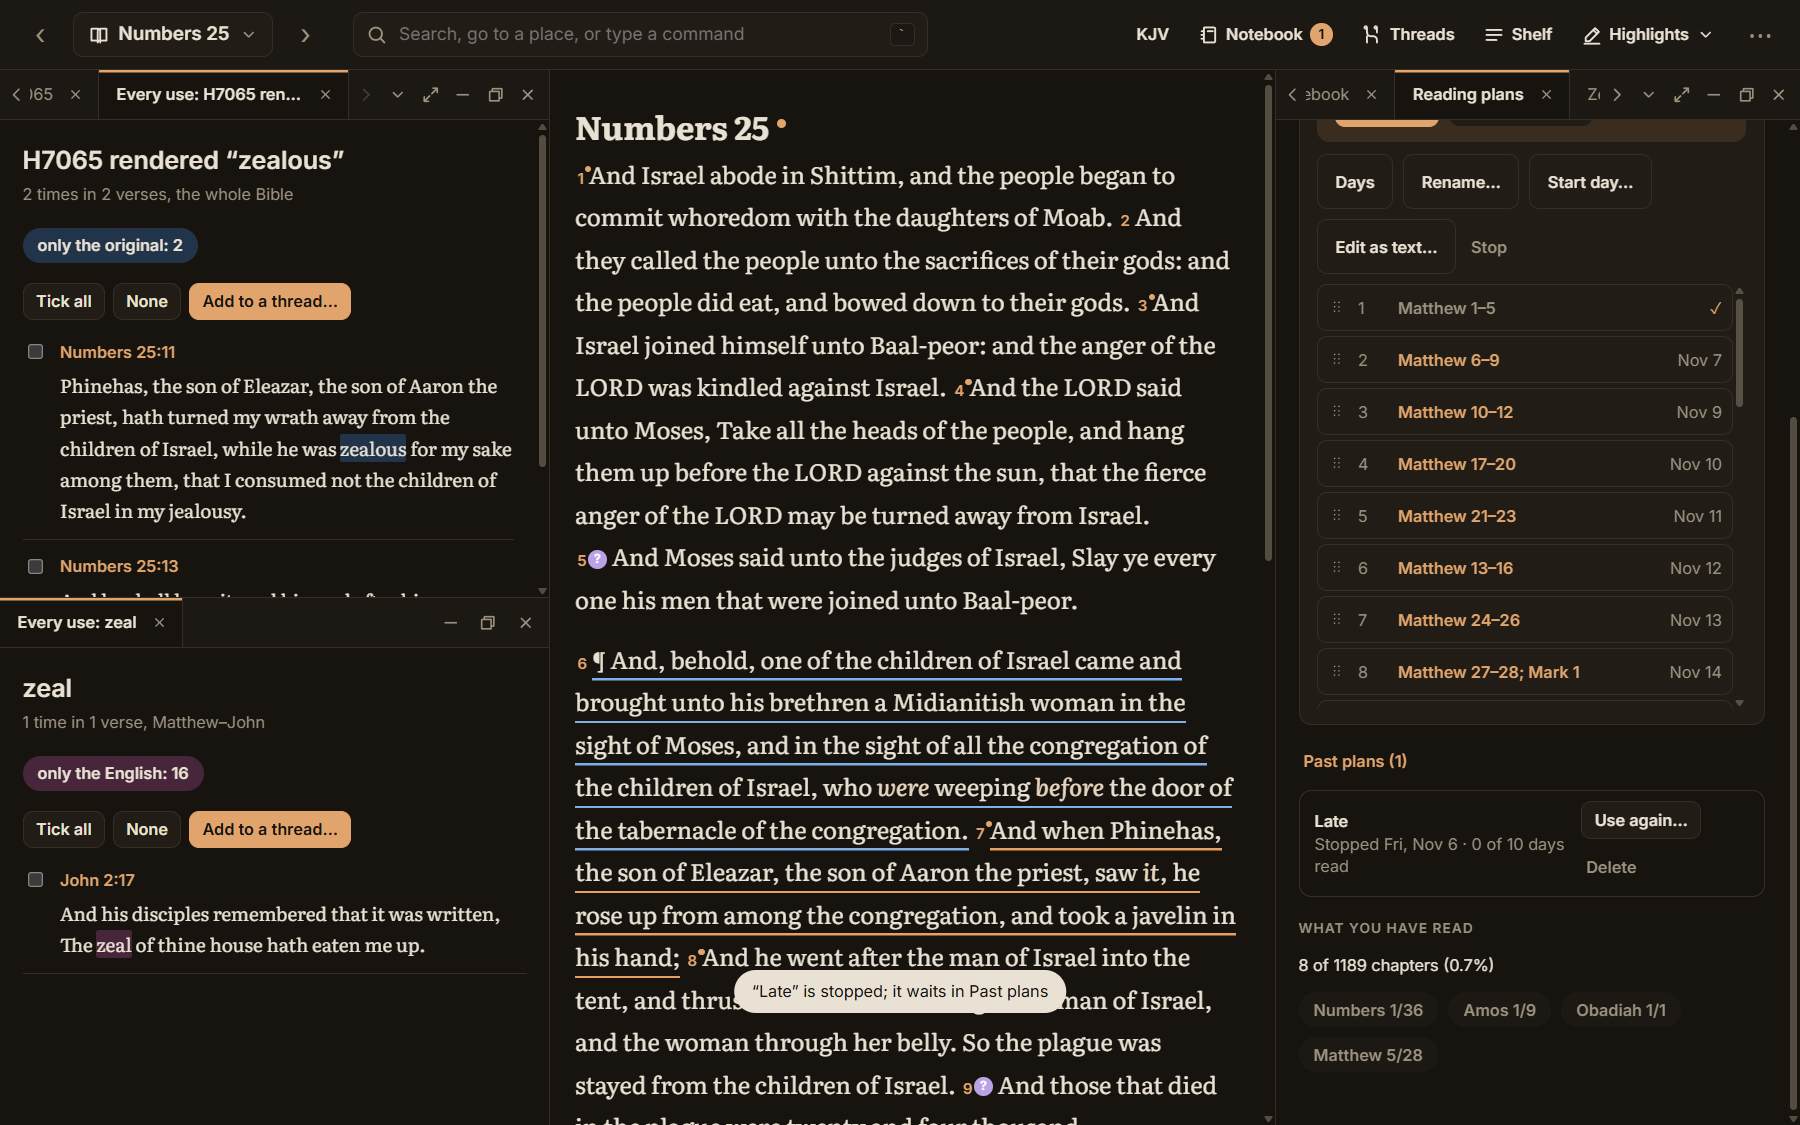 Numbers 25
Search, go to a place, or type a command
`
KJV
Notebook 1
Threads
Shelf
Highlights
065
Every use: H7065 ren...
H7065 rendered “zealous”
2 times in 2 verses, the whole Bible
only the original: 2
Tick all
None
Add to a thread...
Numbers 25:11
Phinehas, the son of Eleazar, the son of Aaron the
priest, hath turned my wrath away from the
children of Israel, while he was zealous for my sake
among them, that I consumed not the children of
Israel in my jealousy.
Numbers 25:13
Every use: zeal
zeal
1 time in 1 verse, Matthew–John
only the English: 16
Tick all
None
Add to a thread...
John 2:17
And his disciples remembered that it was written,
The zeal of thine house hath eaten me up.
Numbers 25
1 And Israel abode in Shittim, and the people began to
commit whoredom with the daughters of Moab. 2 And
they called the people unto the sacrifices of their gods: and
the people did eat, and bowed down to their gods. 3 And
Israel joined himself unto Baal-peor: and the anger of the
LORD was kindled against Israel. 4 And the LORD said
unto Moses, Take all the heads of the people, and hang
them up before the LORD against the sun, that the fierce
anger of the LORD may be turned away from Israel.
5 ? And Moses said unto the judges of Israel, Slay ye every
one his men that were joined unto Baal-peor.
6 ¶ And, behold, one of the children of Israel came and
brought unto his brethren a Midianitish woman in the
sight of Moses, and in the sight of all the congregation of
the children of Israel, who were weeping before the door of
the tabernacle of the congregation. 7 And when Phinehas,
the son of Eleazar, the son of Aaron the priest, saw it, he
rose up from among the congregation, and took a javelin in
his hand; 8 And he went after the man of Israel into the
tent, and thrus man of Israel,
“Late” is stopped; it waits in Past plans
and the woman through her belly. So the plague was
stayed from the children of Israel. 9 ? And those that died
in the plague were twenty and four thousand.
ebook
Reading plans
Ze
Days
Rename...
Start day...
Edit as text...
Stop
1 Matthew 1–5 ✓
2 Matthew 6–9 Nov 7
3 Matthew 10–12 Nov 9
4 Matthew 17–20 Nov 10
5 Matthew 21–23 Nov 11
6 Matthew 13–16 Nov 12
7 Matthew 24–26 Nov 13
8 Matthew 27–28; Mark 1 Nov 14
Past plans (1)
Late
Stopped Fri, Nov 6 · 0 of 10 days
read
Use again...
Delete
WHAT YOU HAVE READ
8 of 1189 chapters (0.7%)
Numbers 1/36
Amos 1/9
Obadiah 1/1
Matthew 5/28